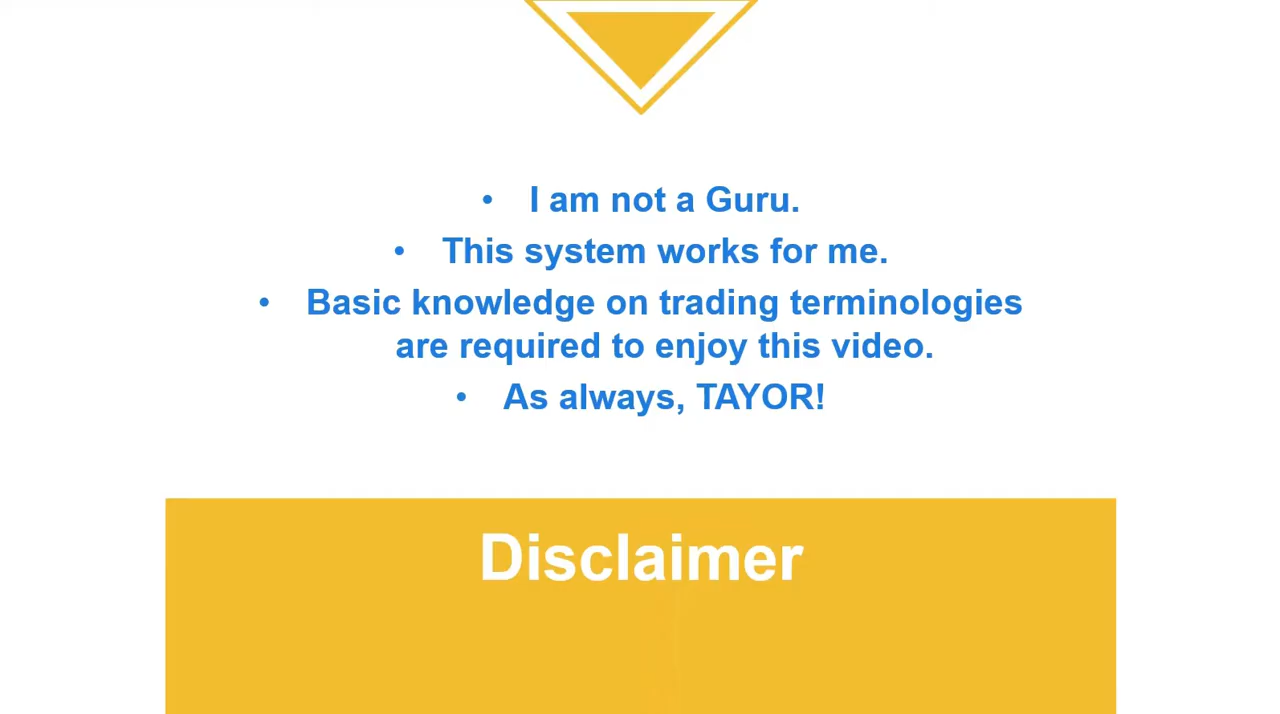 • I am not a Guru.
• This system works for me.
• Basic knowledge on trading terminologies
are required to enjoy this video.
• As always, TAYOR!
Disclaimer